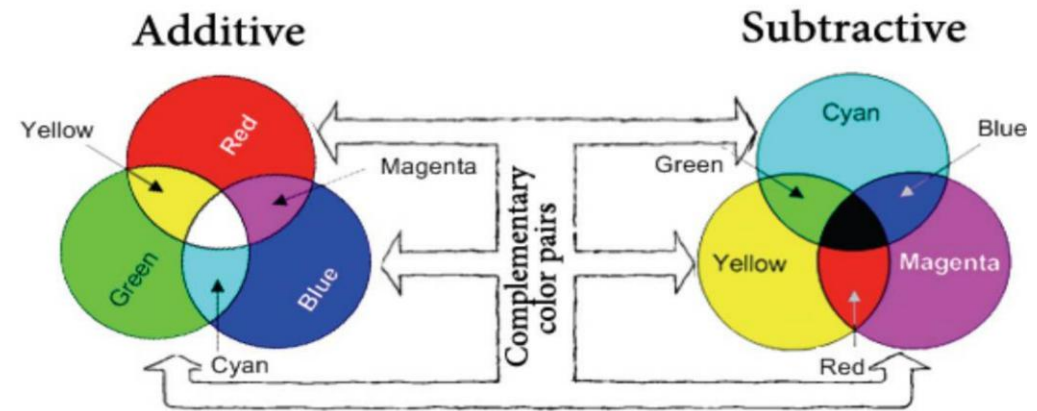 Additive
Subtractive
Yellow
Red
Magenta
Green
Blue
Cyan
Complementary
color pairs
Cyan
Blue
Green
Yellow
Magenta
Red